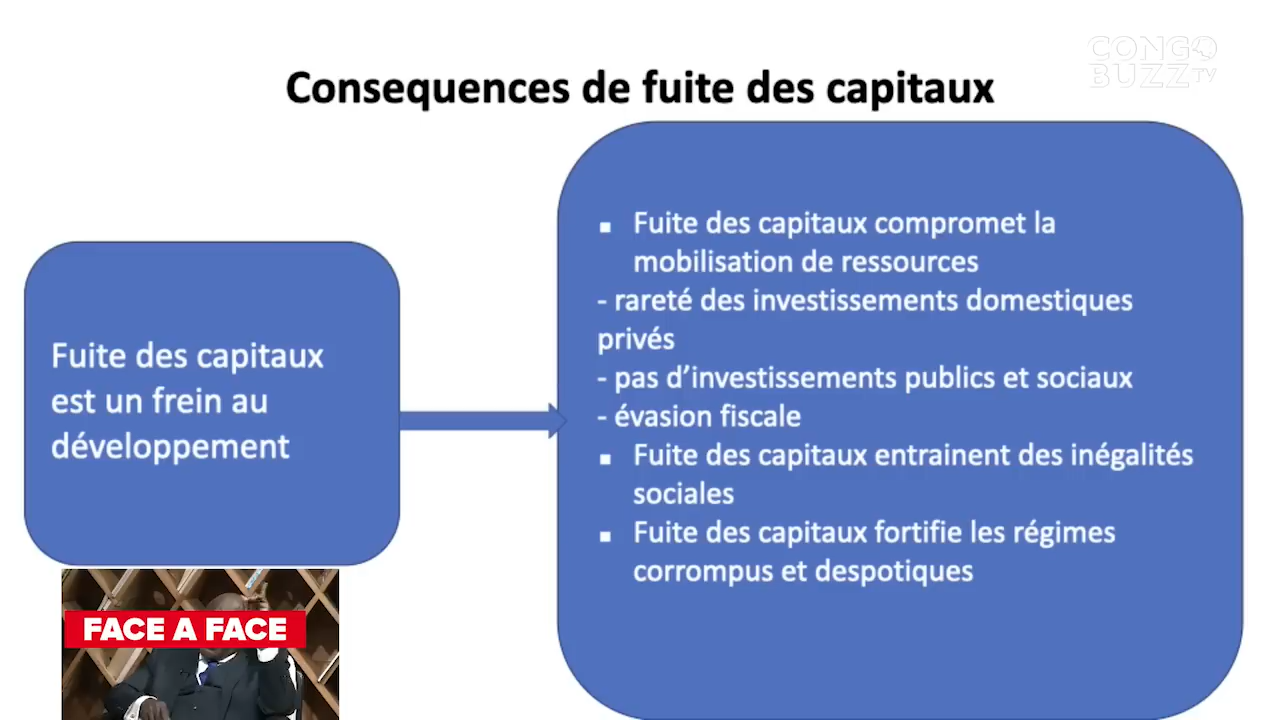 CONGO
BUZZTV
Consequences de fuite des capitaux
Fuite des capitaux
est un frein au
développement
▪ Fuite des capitaux compromet la
mobilisation de ressources
- rareté des investissements domestiques
privés
- pas d’investissements publics et sociaux
- évasion fiscale
▪ Fuite des capitaux entrainent des inégalités
sociales
▪ Fuite des capitaux fortifie les régimes
corrompus et despotiques
FACE A FACE